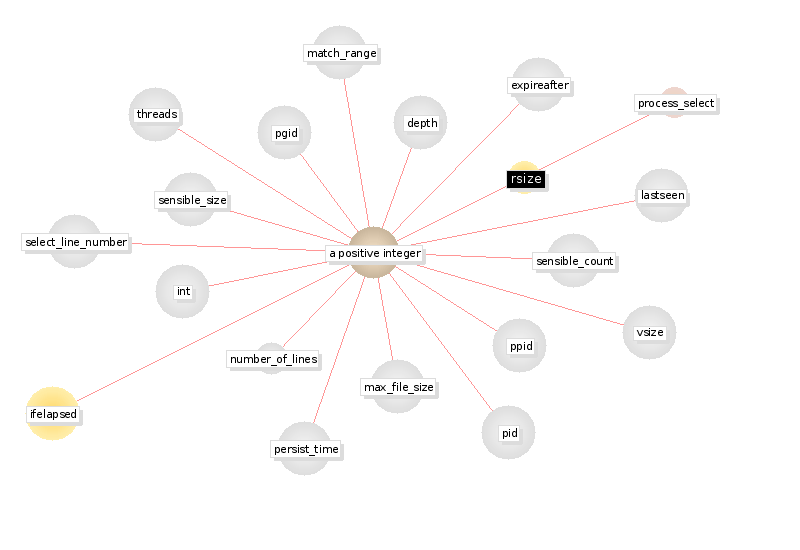 match_range
expireafter
process_select
threads
depth
pgid
rsize
lastseen
sensible_size
select_line_number
a positive integer
sensible_count
int
vsize
ppid
number_of_lines
max_file_size
ifelapsed
pid
persist_time